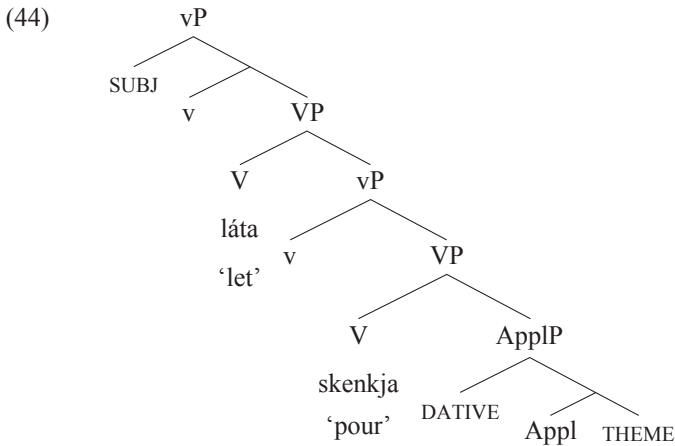 (44) vP
SUBJ
v VP
V vP
láta
v VP
‘let’
V ApplP
skenkja
DATIVE
‘pour’
Appl THEME